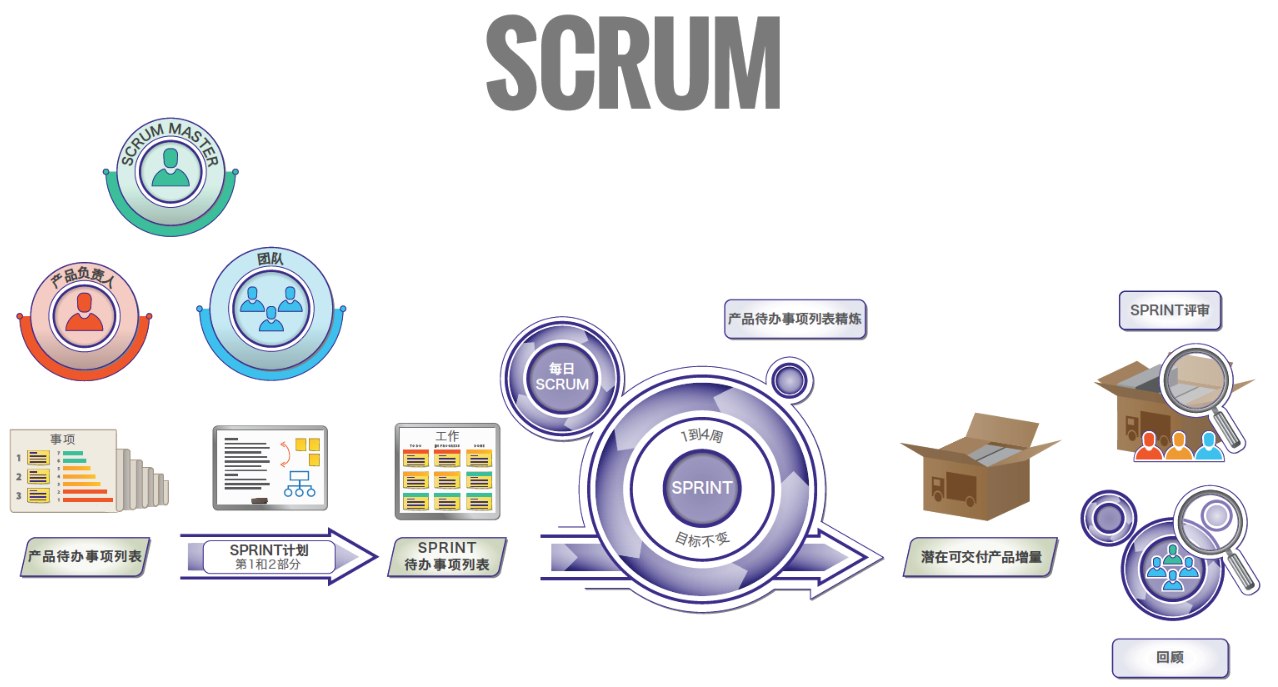 SCRUM
SCRUM MASTER
产品负责人
团队
产品待办事项列表精炼
SPRINT评审
每日
SCRUM
1到4周
SPRINT
目标不变
事项
1
2
3
工作
产品待办事项列表
SPRINT计划
第1和2部分
SPRINT
待办事项列表
潜在可交付产品增量
回顾